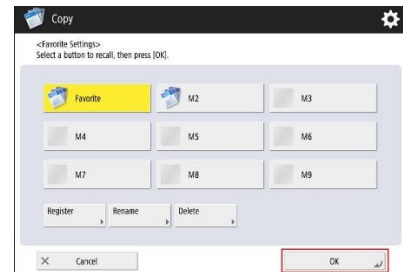 Copy
<Favorite Settings>
Select a button to recall, then press [OK].
Favorite M2 M3
M4 M5 M6
M7 M8 M9
Register Rename Delete
Cancel OK